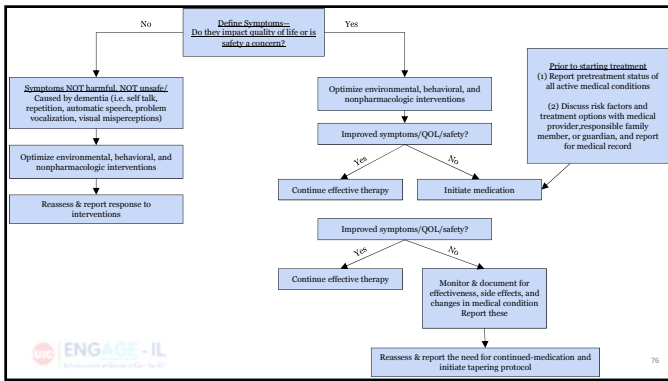 Define Symptoms--
Do they impact quality of life or is
safety a concern?
No
Yes
Symptoms NOT harmful, NOT unsafe/
Caused by dementia (i.e. self talk,
repetition, automatic speech, problem
vocalization, visual misperceptions)
Optimize environmental, behavioral, and
nonpharmacologic interventions
Reassess & report response to
interventions
Optimize environmental, behavioral, and
nonpharmacologic interventions
Improved symptoms/QOL/safety?
Yes
No
Continue effective therapy
Initiate medication
Prior to starting treatment
(1) Report pretreatment status of
all active medical conditions
(2) Discuss risk factors and
treatment options with medical
provider,responsible family
member, or guardian, and report
for medical record
Improved symptoms/QOL/safety?
Yes
No
Continue effective therapy
Monitor & document for
effectiveness, side effects, and
changes in medical condition
Report these
Reassess & report the need for continued-medication and
initiate tapering protocol
UIC ENGAGE - IL
76